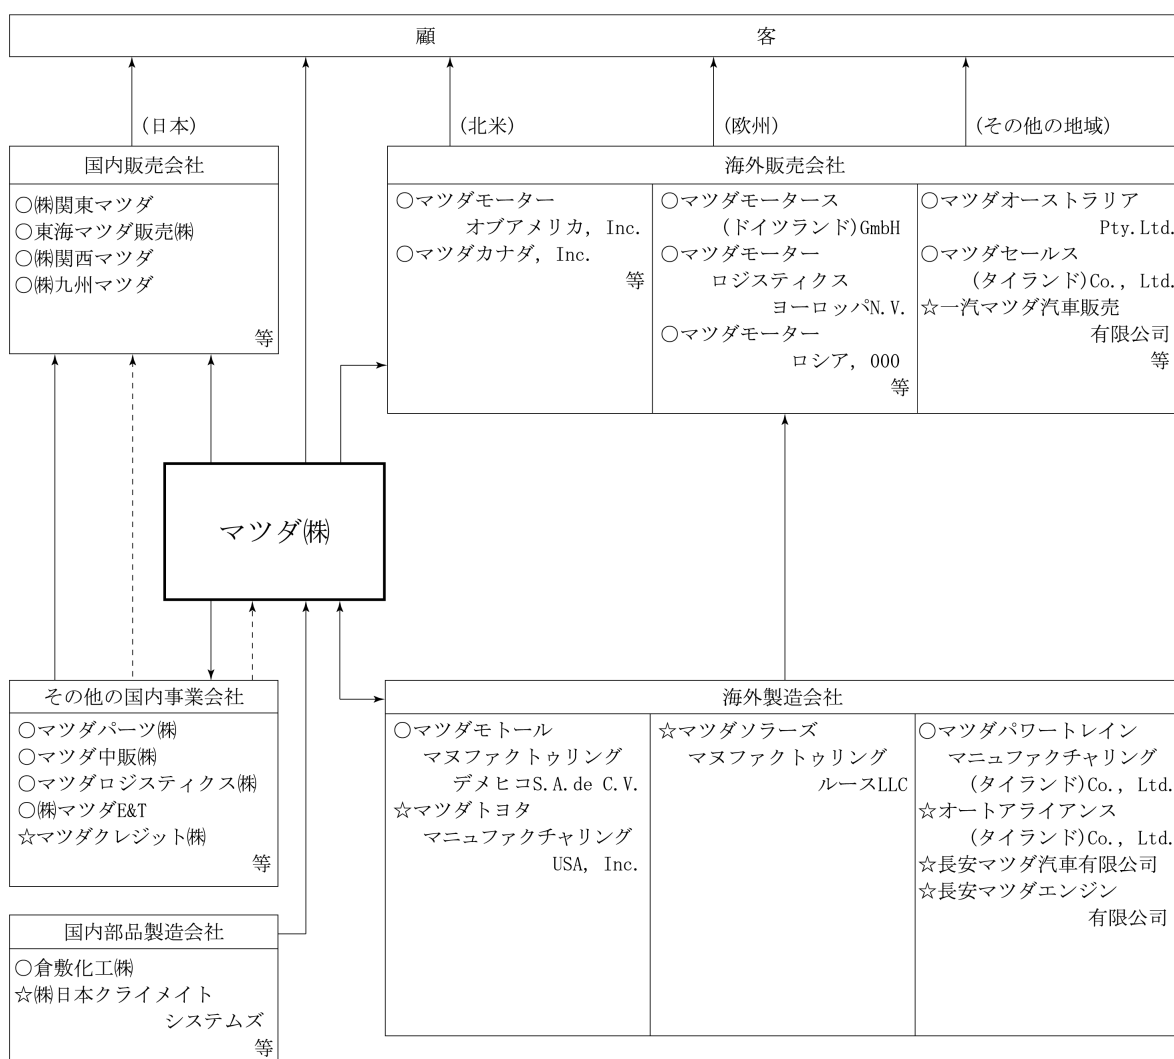 顧 客
(日本)
(北米)
(欧州)
(その他の地域)
国内販売会社
○㈱関東マツダ
○東海マツダ販売㈱
○㈱関西マツダ
○㈱九州マツダ
等
海外販売会社
○マツダモーター
オブアメリカ, Inc.
○マツダカナダ, Inc.
等
○マツダモータース
(ドイツランド)GmbH
○マツダモーター
ロジスティクス
ヨーロッパN.V.
○マツダモーター
ロシア, OOO
等
○マツダオーストラリア
Pty.Ltd.
○マツダセールス
(タイランド)Co., Ltd.
☆一汽マツダ汽車販売
有限公司
等
マツダ㈱
その他の国内事業会社
○マツダパーツ㈱
○マツダ中販㈱
○マツダロジスティクス㈱
○㈱マツダE&T
☆マツダクレジット㈱
等
国内部品製造会社
○倉敷化工㈱
☆㈱日本クライメイト
システムズ
等
海外製造会社
○マツダモトール
マヌファクトゥリング
デメヒコS.A.de C.V.
☆マツダトヨタ
マニュファクチャリング
USA, Inc.
☆マツダソラーズ
マヌファクトゥリング
ルースLLC
○マツダパワートレイン
マニュファクチャリング
(タイランド)Co., Ltd.
☆オートアライアンス
(タイランド)Co., Ltd.
☆長安マツダ汽車有限公司
☆長安マツダエンジン
有限公司